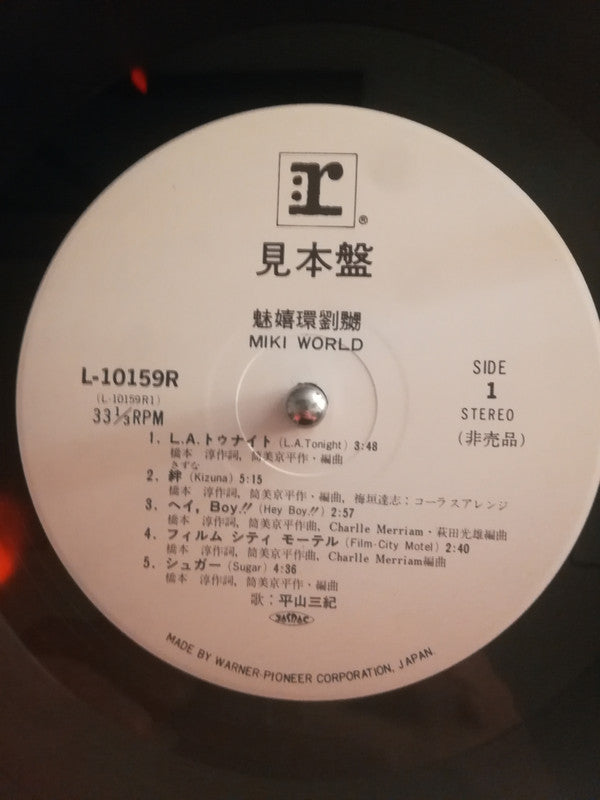 r®
見本盤
魅嬉環劉嬲
MIKI WORLD
L-10159R
(L-10159R1)
33 1/3 RPM
SIDE
1
STEREO
(非売品)
1. L.A.トゥナイト (L.A.Tonight) 3:48
橋本 淳作詞, 筒美京平作・編曲
きずな
2. 絆 (Kizuna) 5:15
橋本 淳作詞, 筒美京平作・編曲, 梅垣達志:コーラスアレンジ
3. ヘイ, Boy!! (Hey Boy!!) 2:57
橋本 淳作詞, 筒美京平作曲, Charlle Merriam・萩田光雄編曲
4. フィルム シティ モーテル (Film-City Motel) 2:40
橋本 淳作詞, 筒美京平作曲, Charlle Merriam編曲
5. シュガー (Sugar) 4:36
橋本 淳作詞, 筒美京平作・編曲
歌:平山三紀
JASRAC
MADE BY WARNER-PIONEER CORPORATION, JAPAN.